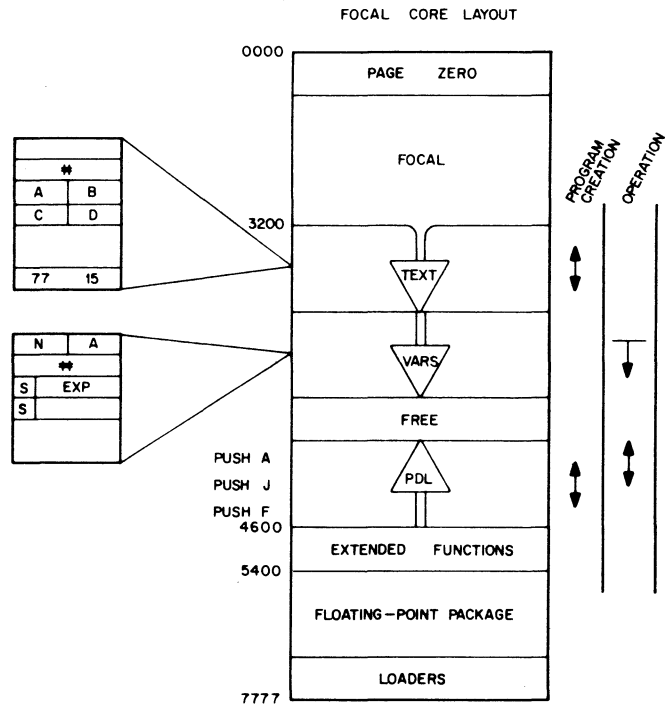 FOCAL CORE LAYOUT
0000
PAGE ZERO
FOCAL
PROGRAM CREATION
OPERATION
#
A B
C D
77 15
3200
TEXT
N A
#
S EXP
S
VARS
FREE
PUSH A
PUSH J
PUSH F
PDL
4600
EXTENDED FUNCTIONS
5400
FLOATING-POINT PACKAGE
LOADERS
7777